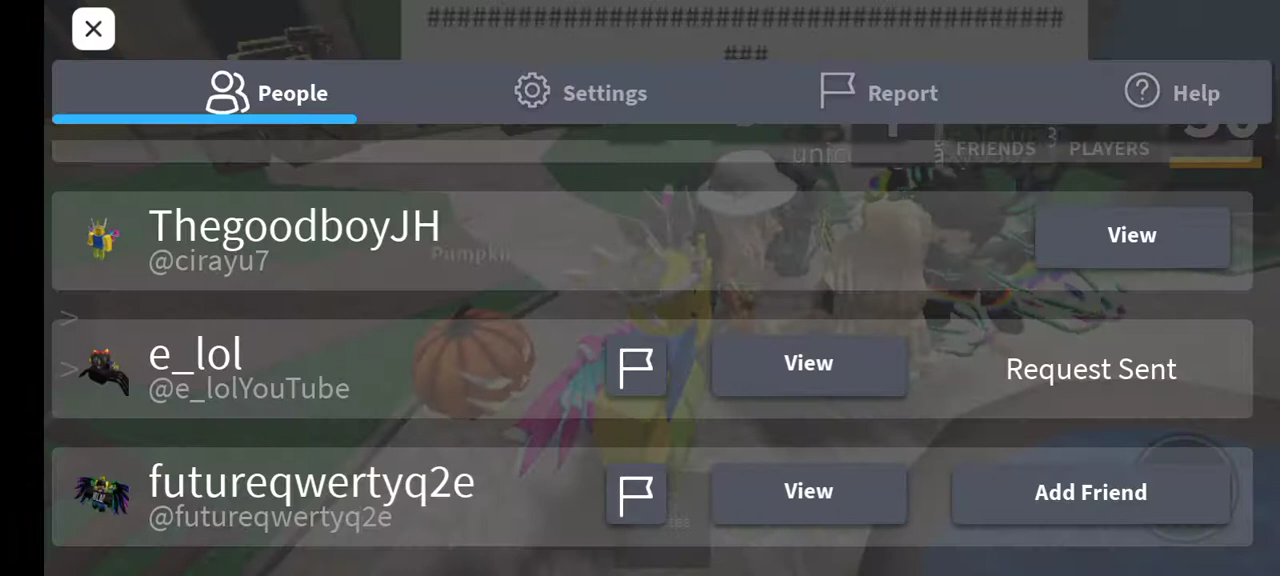 ############################################
###
People
Settings
Report
Help
FRIENDS
PLAYERS
ThegoodboyJH
@cirayu7
View
Pumpkin
e_lol
@e_lolYouTube
View
Request Sent
futureqwertyq2e
@futureqwertyq2e
View
Add Friend